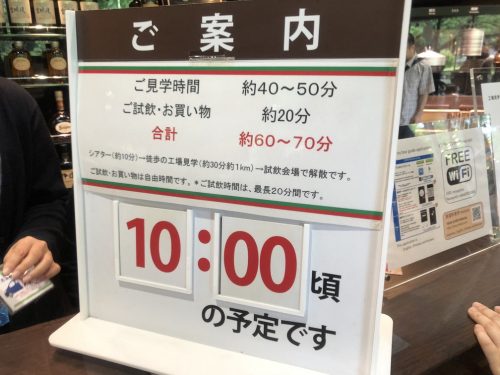 ご案内
ご見学時間 約40～50分
ご試飲・お買い物 約20分
合計 約60～70分
シアター(約10分)→徒歩の工場見学(約30分約1km)→試飲会場で解散です。
ご試飲・お買い物は自由時間です。＊ご試飲時間は、最長20分間です。
10:00頃
の予定です
FREE
Wi Fi